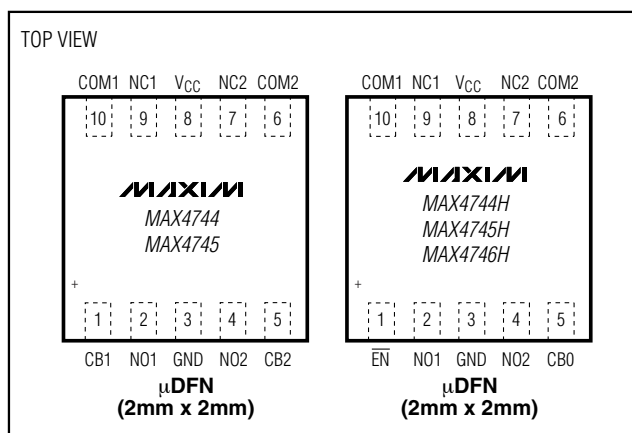 TOP VIEW
COM1 NC1 VCC NC2 COM2
10 9 8 7 6
MAXIM
MAX4744
MAX4745
+
1 2 3 4 5
CB1 NO1 GND NO2 CB2
µDFN
(2mm x 2mm)
COM1 NC1 VCC NC2 COM2
10 9 8 7 6
MAXIM
MAX4744H
MAX4745H
MAX4746H
+
1 2 3 4 5
E̅N̅ NO1 GND NO2 CB0
µDFN
(2mm x 2mm)